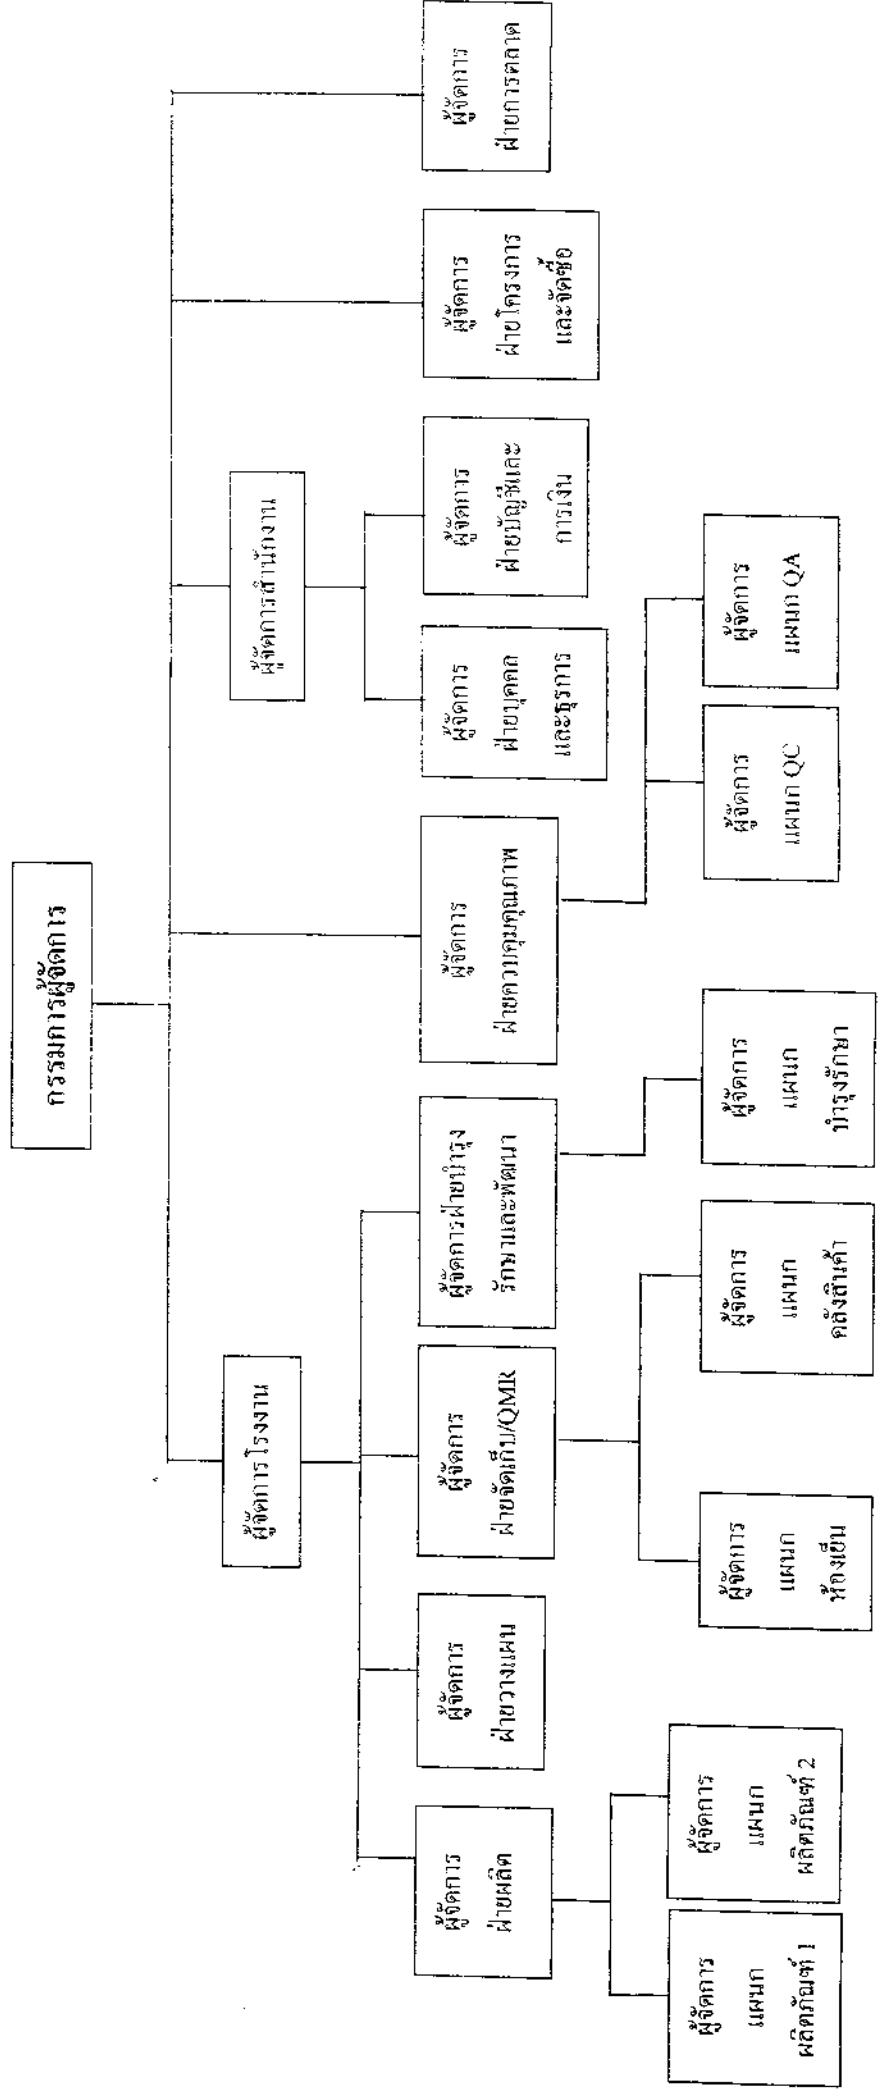 กรรมการผู้จัดการ
ผู้จัดการโรงงาน
ผู้จัดการสำนักงาน
ผู้จัดการ
ฝ่ายผลิต
ผู้จัดการ
ฝ่ายวางแผน
ผู้จัดการ
ฝ่ายจัดเก็บ/QMR
ผู้จัดการฝ่ายบำรุง
รักษาและพัฒนา
ผู้จัดการ
ฝ่ายควบคุมคุณภาพ
ผู้จัดการ
ฝ่ายบุคคล
และธุรการ
ผู้จัดการ
ฝ่ายบัญชีและ
การเงิน
ผู้จัดการ
ฝ่ายโครงการ
และจัดซื้อ
ผู้จัดการ
ฝ่ายการตลาด
ผู้จัดการ
แผนก
ผลิตภัณฑ์ 1
ผู้จัดการ
แผนก
ผลิตภัณฑ์ 2
ผู้จัดการ
แผนก
ห้องเย็น
ผู้จัดการ
แผนก
คลังสินค้า
ผู้จัดการ
แผนก
บำรุงรักษา
ผู้จัดการ
แผนก QC
ผู้จัดการ
แผนก QA